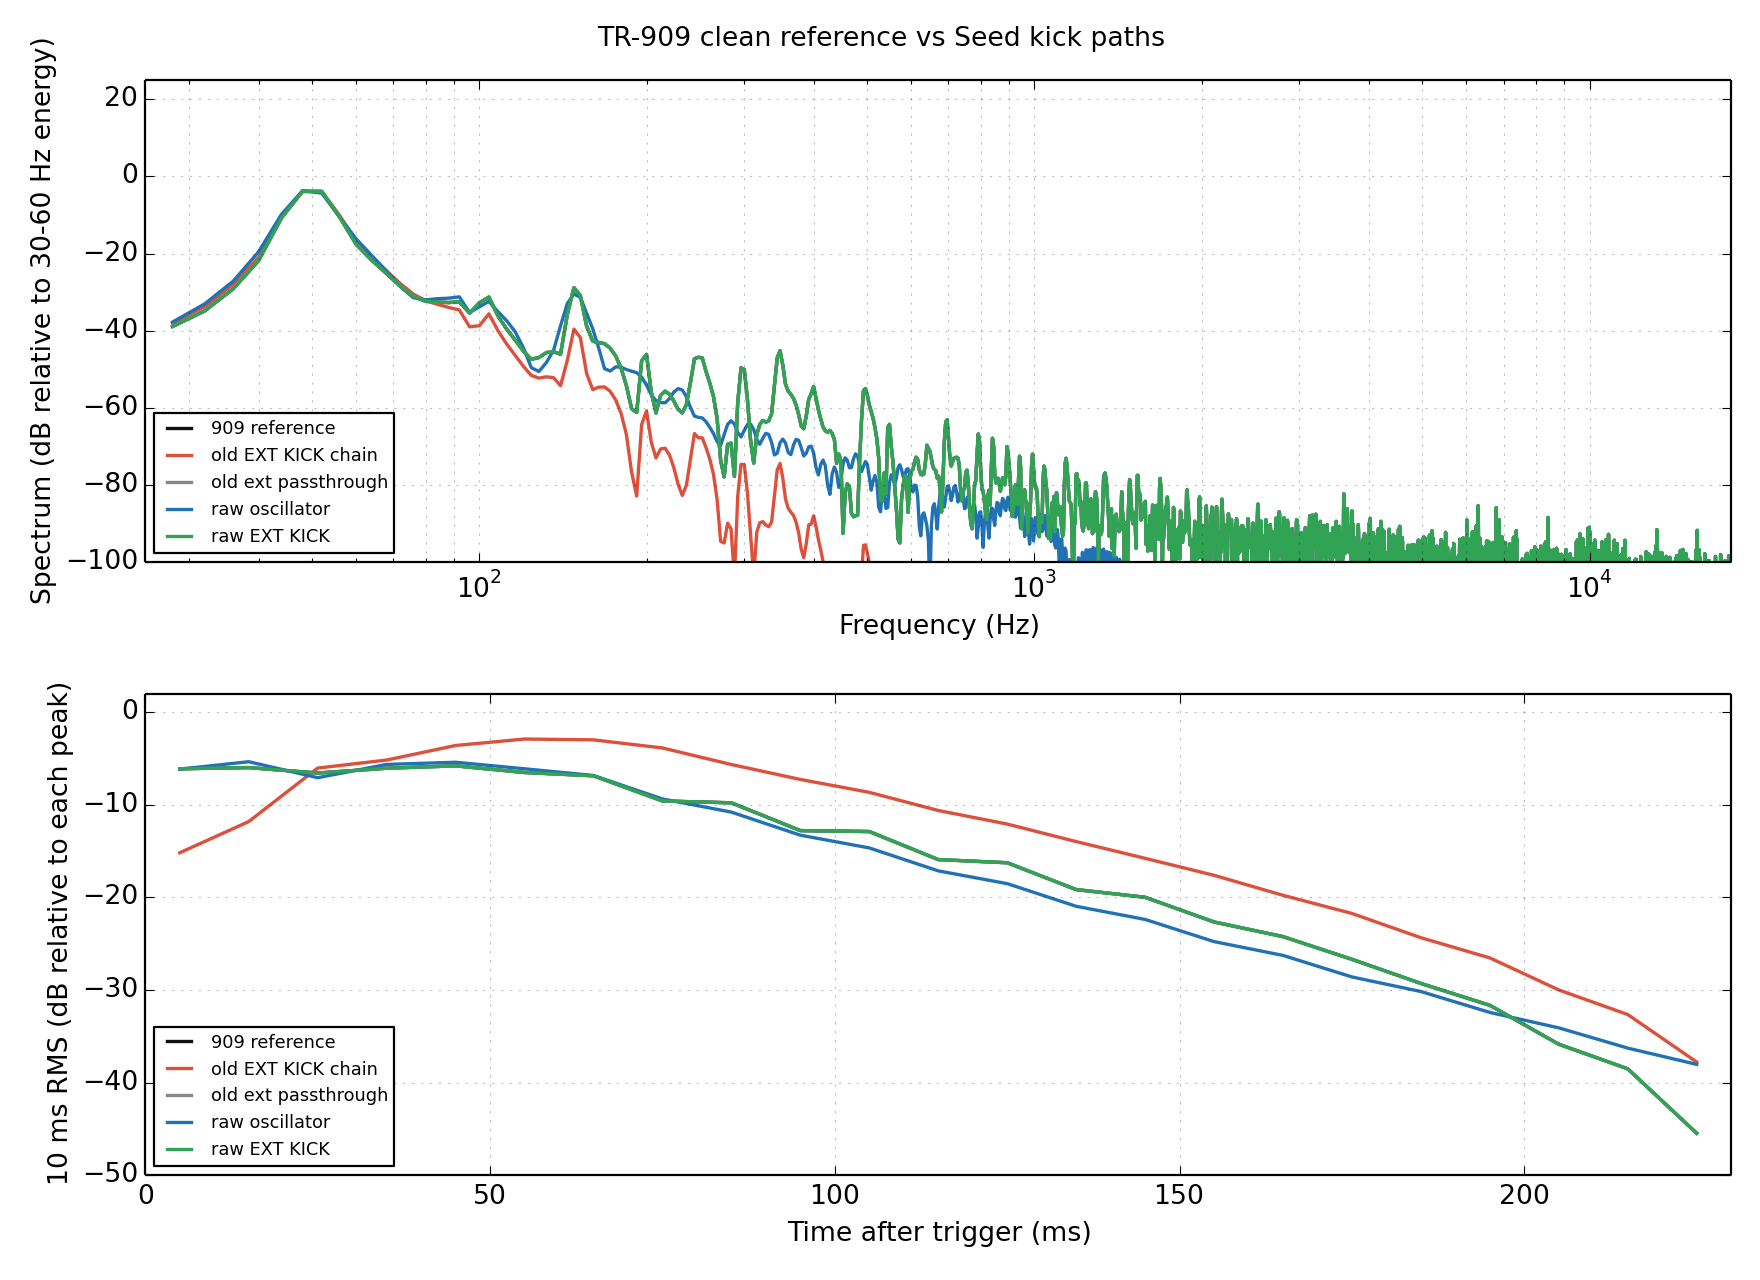 TR-909 clean reference vs Seed kick paths
Spectrum (dB relative to 30-60 Hz energy)
20
0
−20
−40
−60
−80
−100
909 reference
old EXT KICK chain
old ext passthrough
raw oscillator
raw EXT KICK
10² 10³ 10⁴
Frequency (Hz)
10 ms RMS (dB relative to each peak)
0
−10
−20
−30
−40
−50
909 reference
old EXT KICK chain
old ext passthrough
raw oscillator
raw EXT KICK
0 50 100 150 200
Time after trigger (ms)